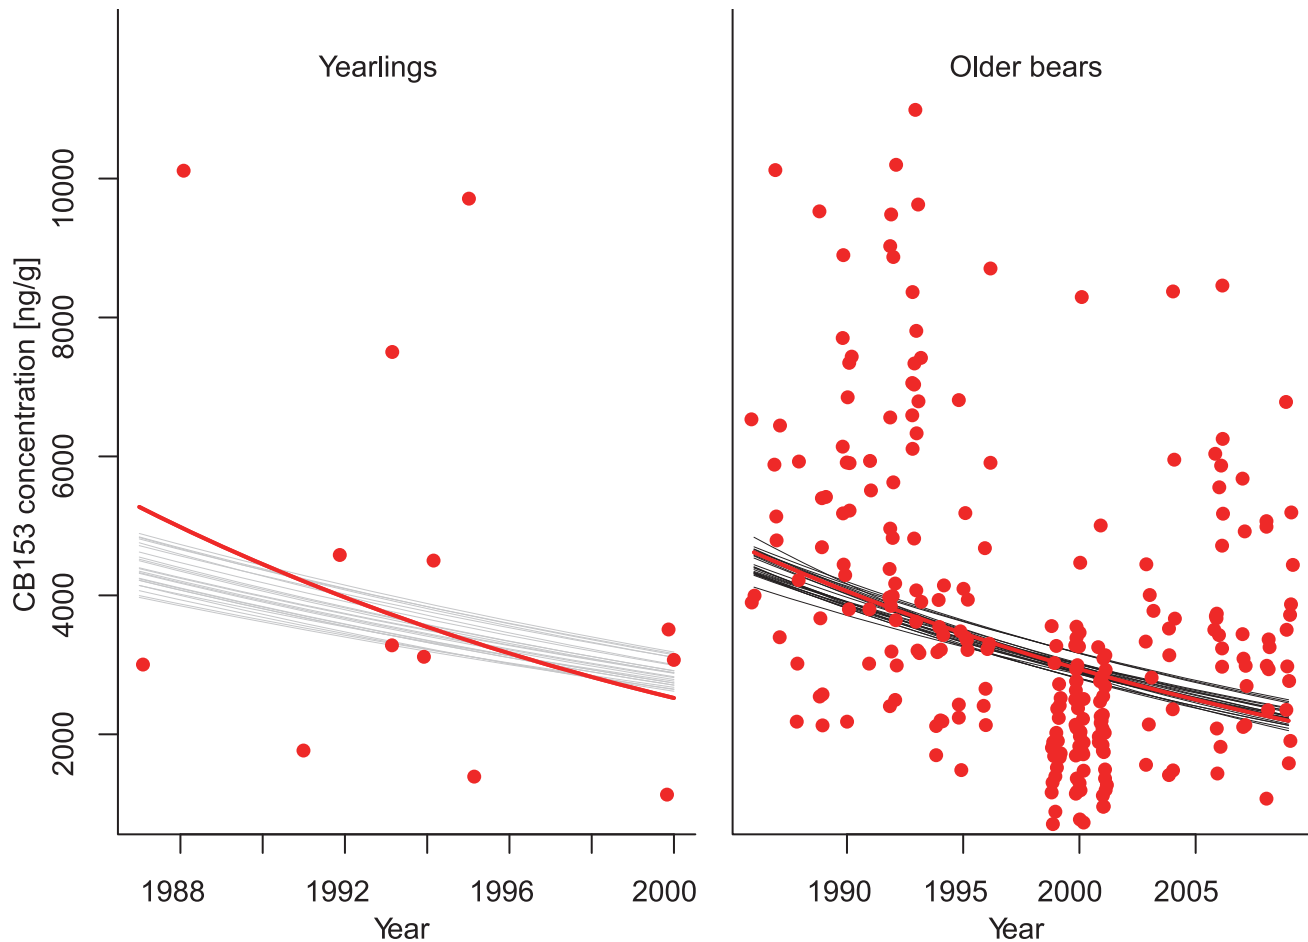 Yearlings
Older bears
CB153 concentration [ng/g]
10000
8000
6000
4000
2000
1988 1992 1996 2000
1990 1995 2000 2005
Year
Year